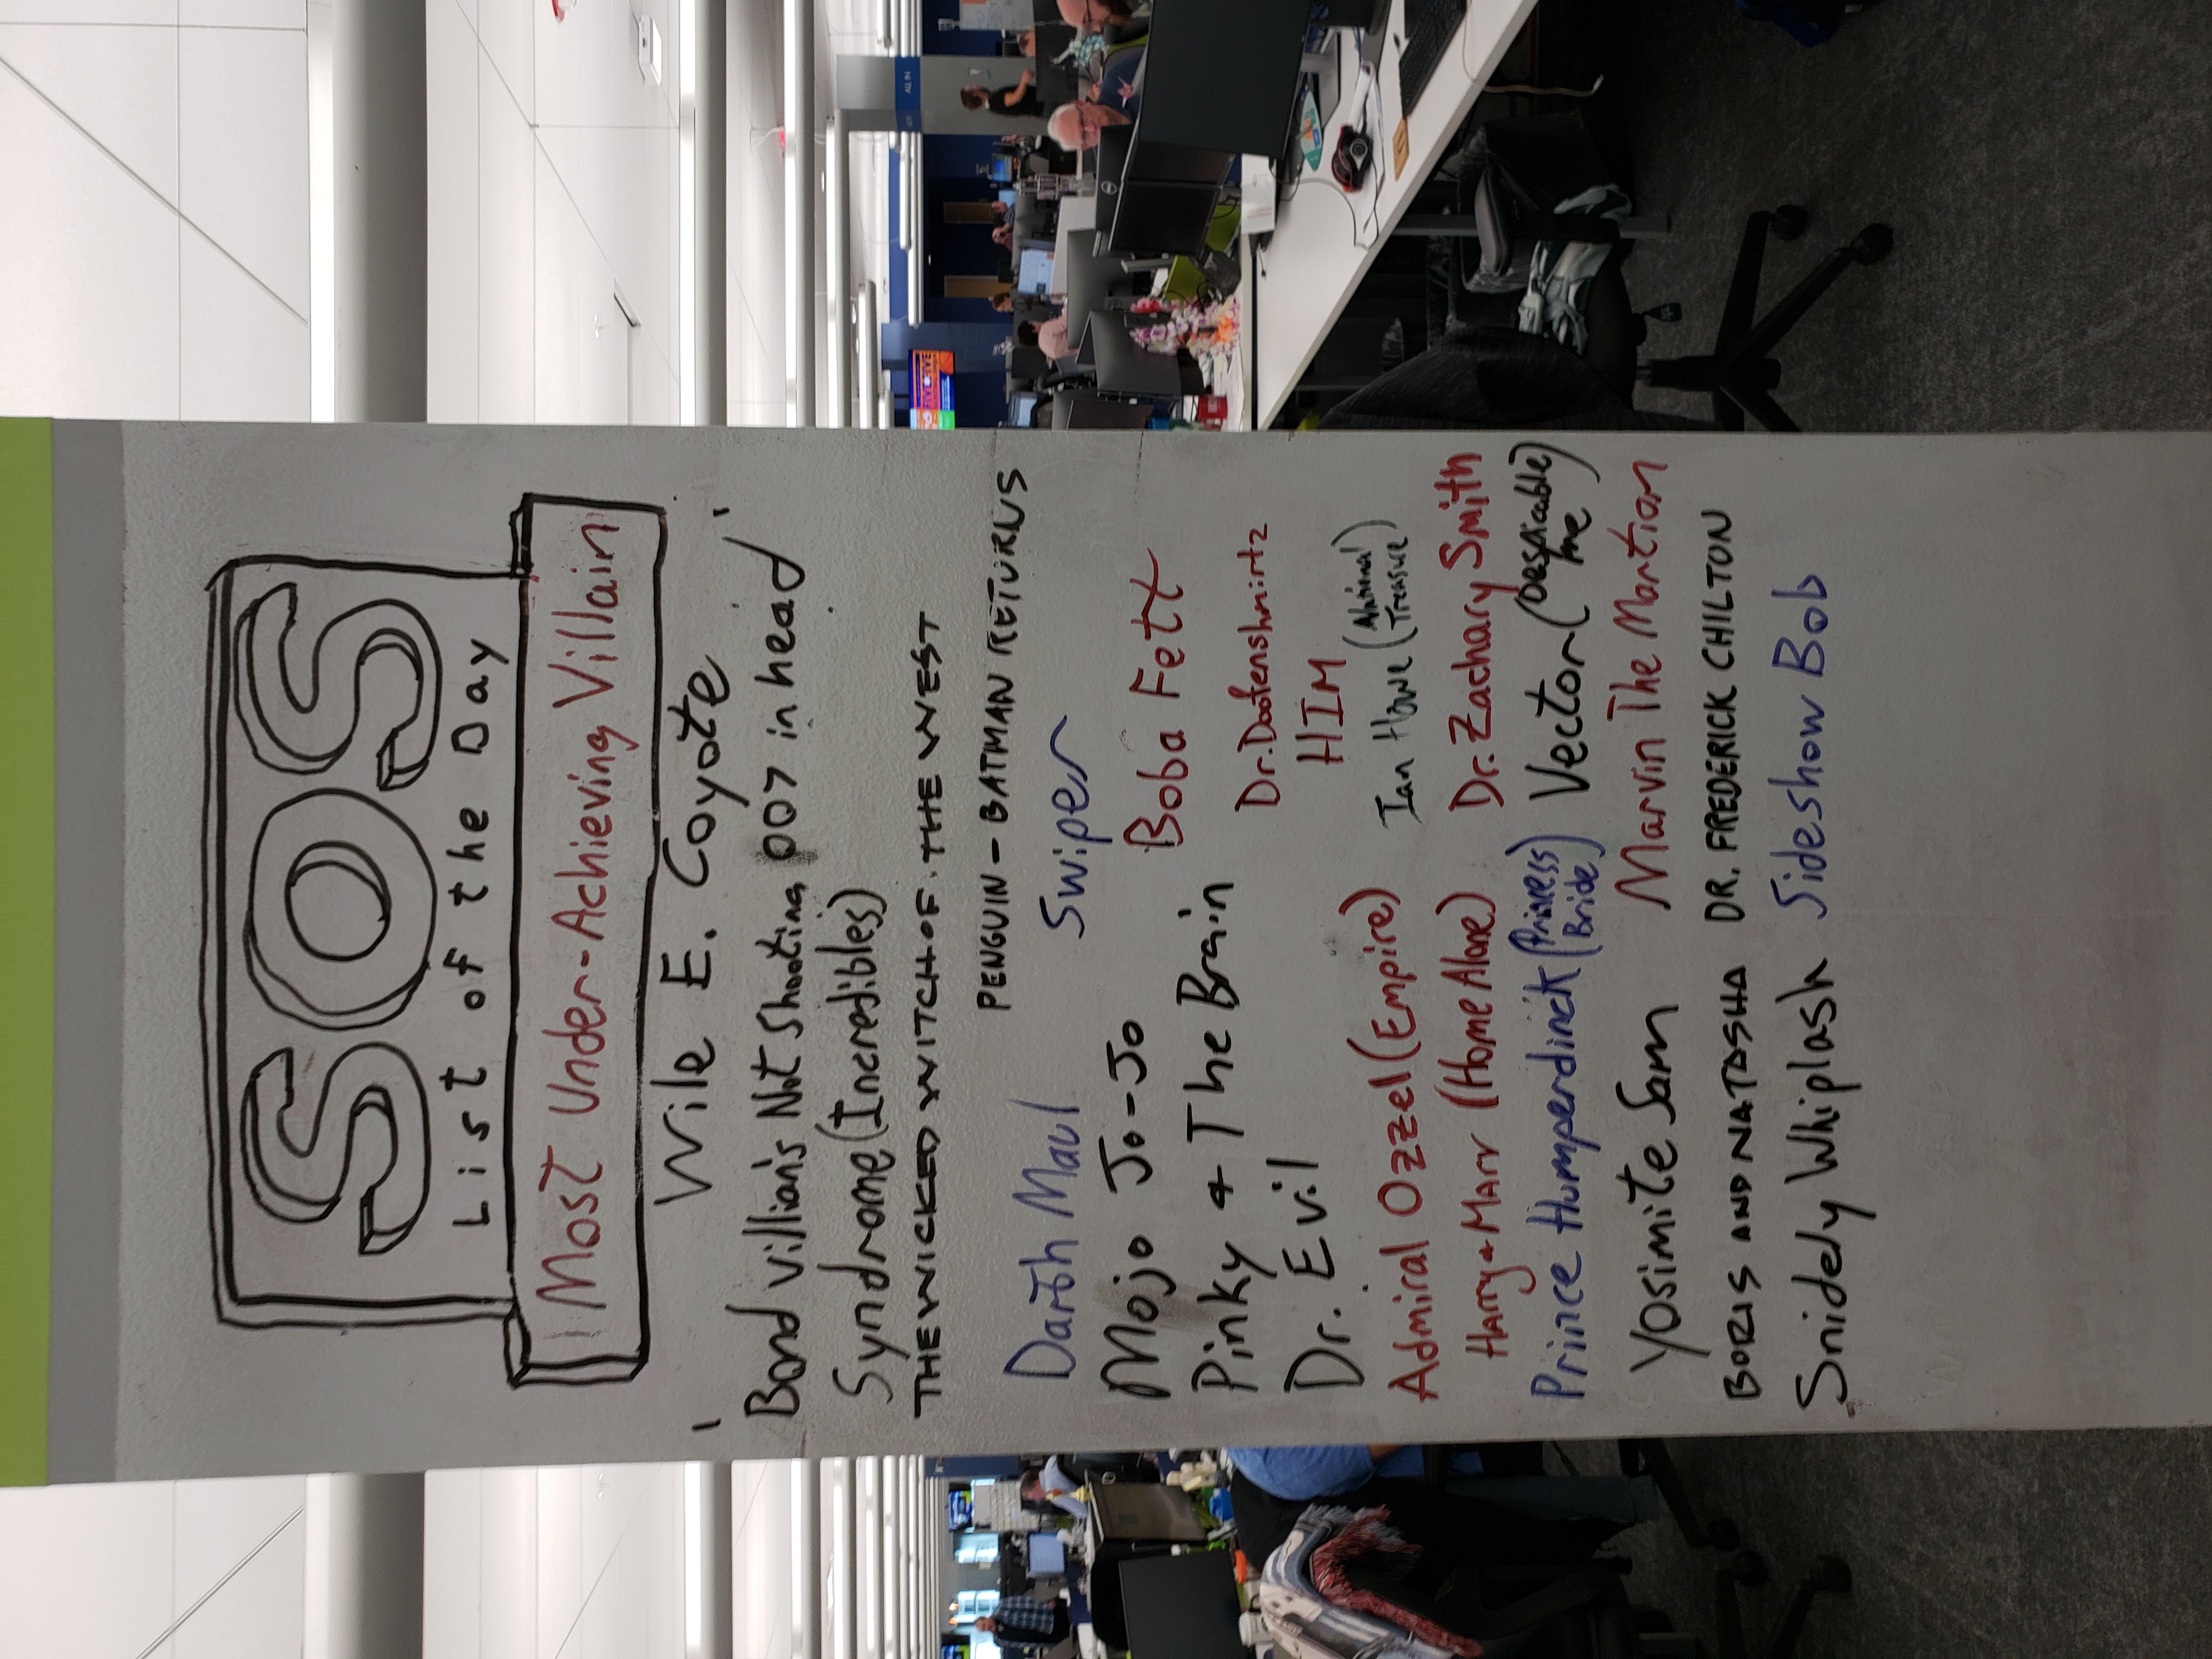 SOS
List of the Day
Most Under-Achieving Villain
Wile E. Coyote
Bond Villian's Not Shooting 007 in head
Syndrome (Incredibles)
THE WICKED WITCH OF THE WEST
PENGUIN - BATMAN RETURNS
Darth Maul
Swiper
Mojo Jo-Jo
Boba Fett
Pinky & The Brain
Dr. Doofenshmirtz
Dr. Evil
HIM
Admiral Ozzel (Empire)
Ian Howe (National Treasure)
Harry & Marv (Home Alone)
Dr. Zachary Smith
Prince Humperdinck (Princess Bride)
Vector (Despicable me)
Yosimite Sam
Marvin The Martian
BORIS AND NATASHA
DR. FREDERICK CHILTON
Snidely Whiplash
Sideshow Bob
ALL IN